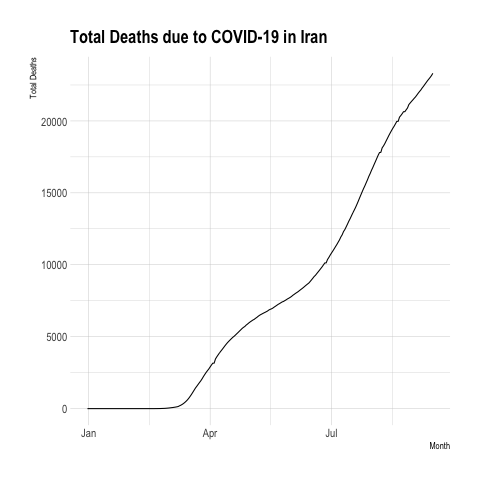 Total Deaths due to COVID-19 in Iran
Total Deaths
20000
15000
10000
5000
0
Jan Apr Jul
Month